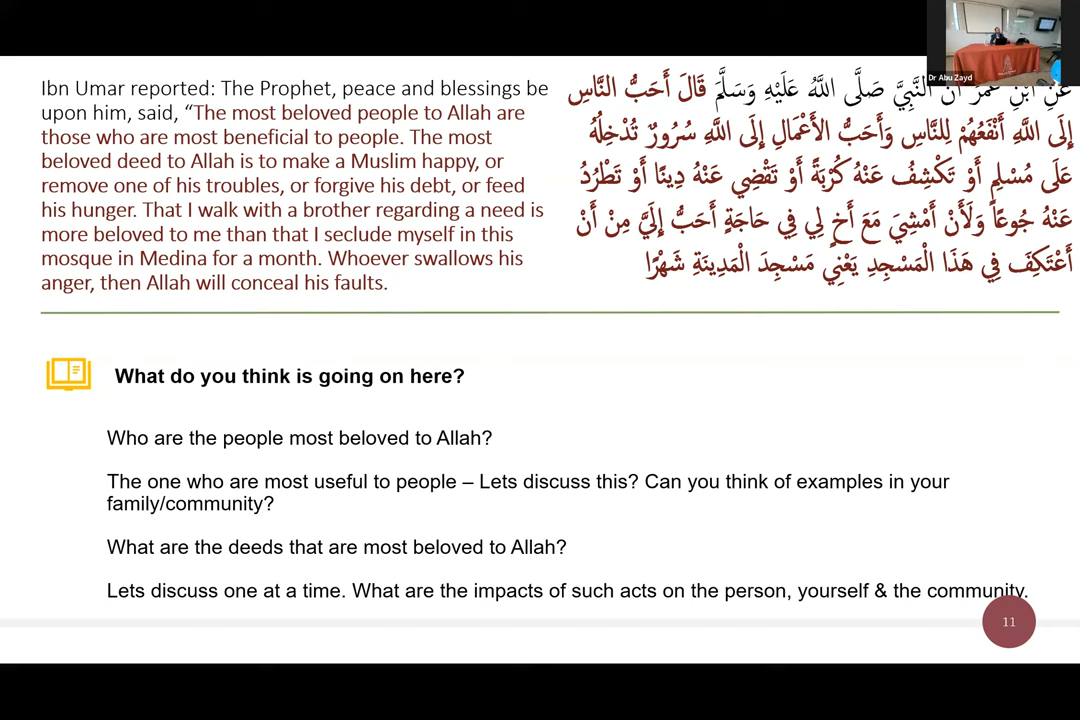 Dr Abu Zayd
Ibn Umar reported: The Prophet, peace and blessings be
upon him, said, “The most beloved people to Allah are
those who are most beneficial to people. The most
beloved deed to Allah is to make a Muslim happy, or
remove one of his troubles, or forgive his debt, or feed
his hunger. That I walk with a brother regarding a need is
more beloved to me than that I seclude myself in this
mosque in Medina for a month. Whoever swallows his
anger, then Allah will conceal his faults.
عَنِ ابْنِ عُمَرَ أَنَّ النَّبِيَّ صَلَّى اللَّهُ عَلَيْهِ وَسَلَّمَ قَالَ أَحَبُّ النَّاسِ
إِلَى اللَّهِ أَنْفَعُهُمْ لِلنَّاسِ وَأَحَبُّ الأَعْمَالِ إِلَى اللَّهِ سُرُورٌ تُدْخِلُهُ
عَلَى مُسْلِمٍ أَوْ تَكْشِفُ عَنْهُ كُرْبَةً أَوْ تَقْضِي عَنْهُ دِينًا أَوْ تَطْرُدُ
عَنْهُ جُوعاً وَلَأَنْ أَمْشِيَ مَعَ أَخٍ لِي فِي حَاجَةٍ أَحَبُّ إِلَيَّ مِنْ أَنْ
أَعْتَكِفَ فِي هَذَا الْمَسْجِدِ يَعْنِي مَسْجِدَ الْمَدِينَةِ شَهْرًا
What do you think is going on here?
Who are the people most beloved to Allah?
The one who are most useful to people – Lets discuss this? Can you think of examples in your
family/community?
What are the deeds that are most beloved to Allah?
Lets discuss one at a time. What are the impacts of such acts on the person, yourself & the community.
11